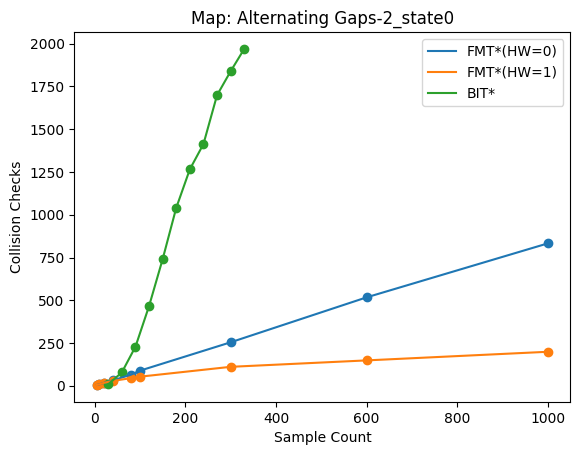 Map: Alternating Gaps-2_state0
FMT*(HW=0)
FMT*(HW=1)
BIT*
Collision Checks
2000
1750
1500
1250
1000
750
500
250
0
0
200
400
600
800
1000
Sample Count